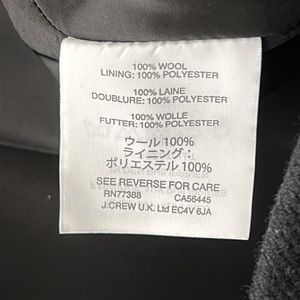 100% WOOL
LINING: 100% POLYESTER
100% LAINE
DOUBLURE: 100% POLYESTER
100% WOLLE
FUTTER: 100% POLYESTER
ウール 100%
ライニング：
ポリエステル 100%
SEE REVERSE FOR CARE
RN77388 CA56445
J.CREW U.K. Ltd EC4V 6JA